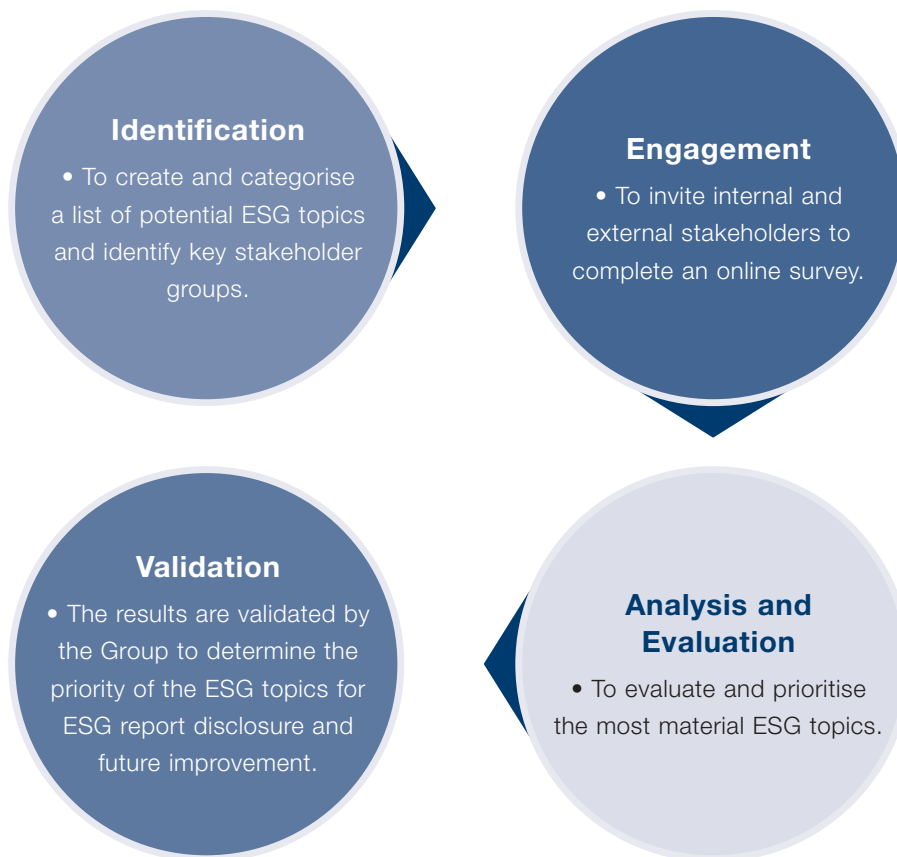 Identification
• To create and categorise
a list of potential ESG topics
and identify key stakeholder
groups.
Engagement
• To invite internal and
external stakeholders to
complete an online survey.
Analysis and
Evaluation
• To evaluate and prioritise
the most material ESG topics.
Validation
• The results are validated by
the Group to determine the
priority of the ESG topics for
ESG report disclosure and
future improvement.